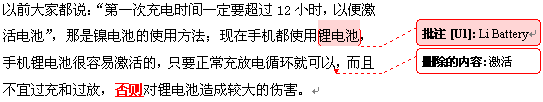 以前大家都说：“第一次充电时间一定要超过 12 小时，以便激
活电池”，那是镍电池的使用方法；现在手机都使用锂电池，
手机锂电池很容易激活的，只要正常充放电循环就可以，而且
不宜过充和过放，否则对锂电池造成较大的伤害。
批注 [U1]: Li Battery
删除的内容: 激活